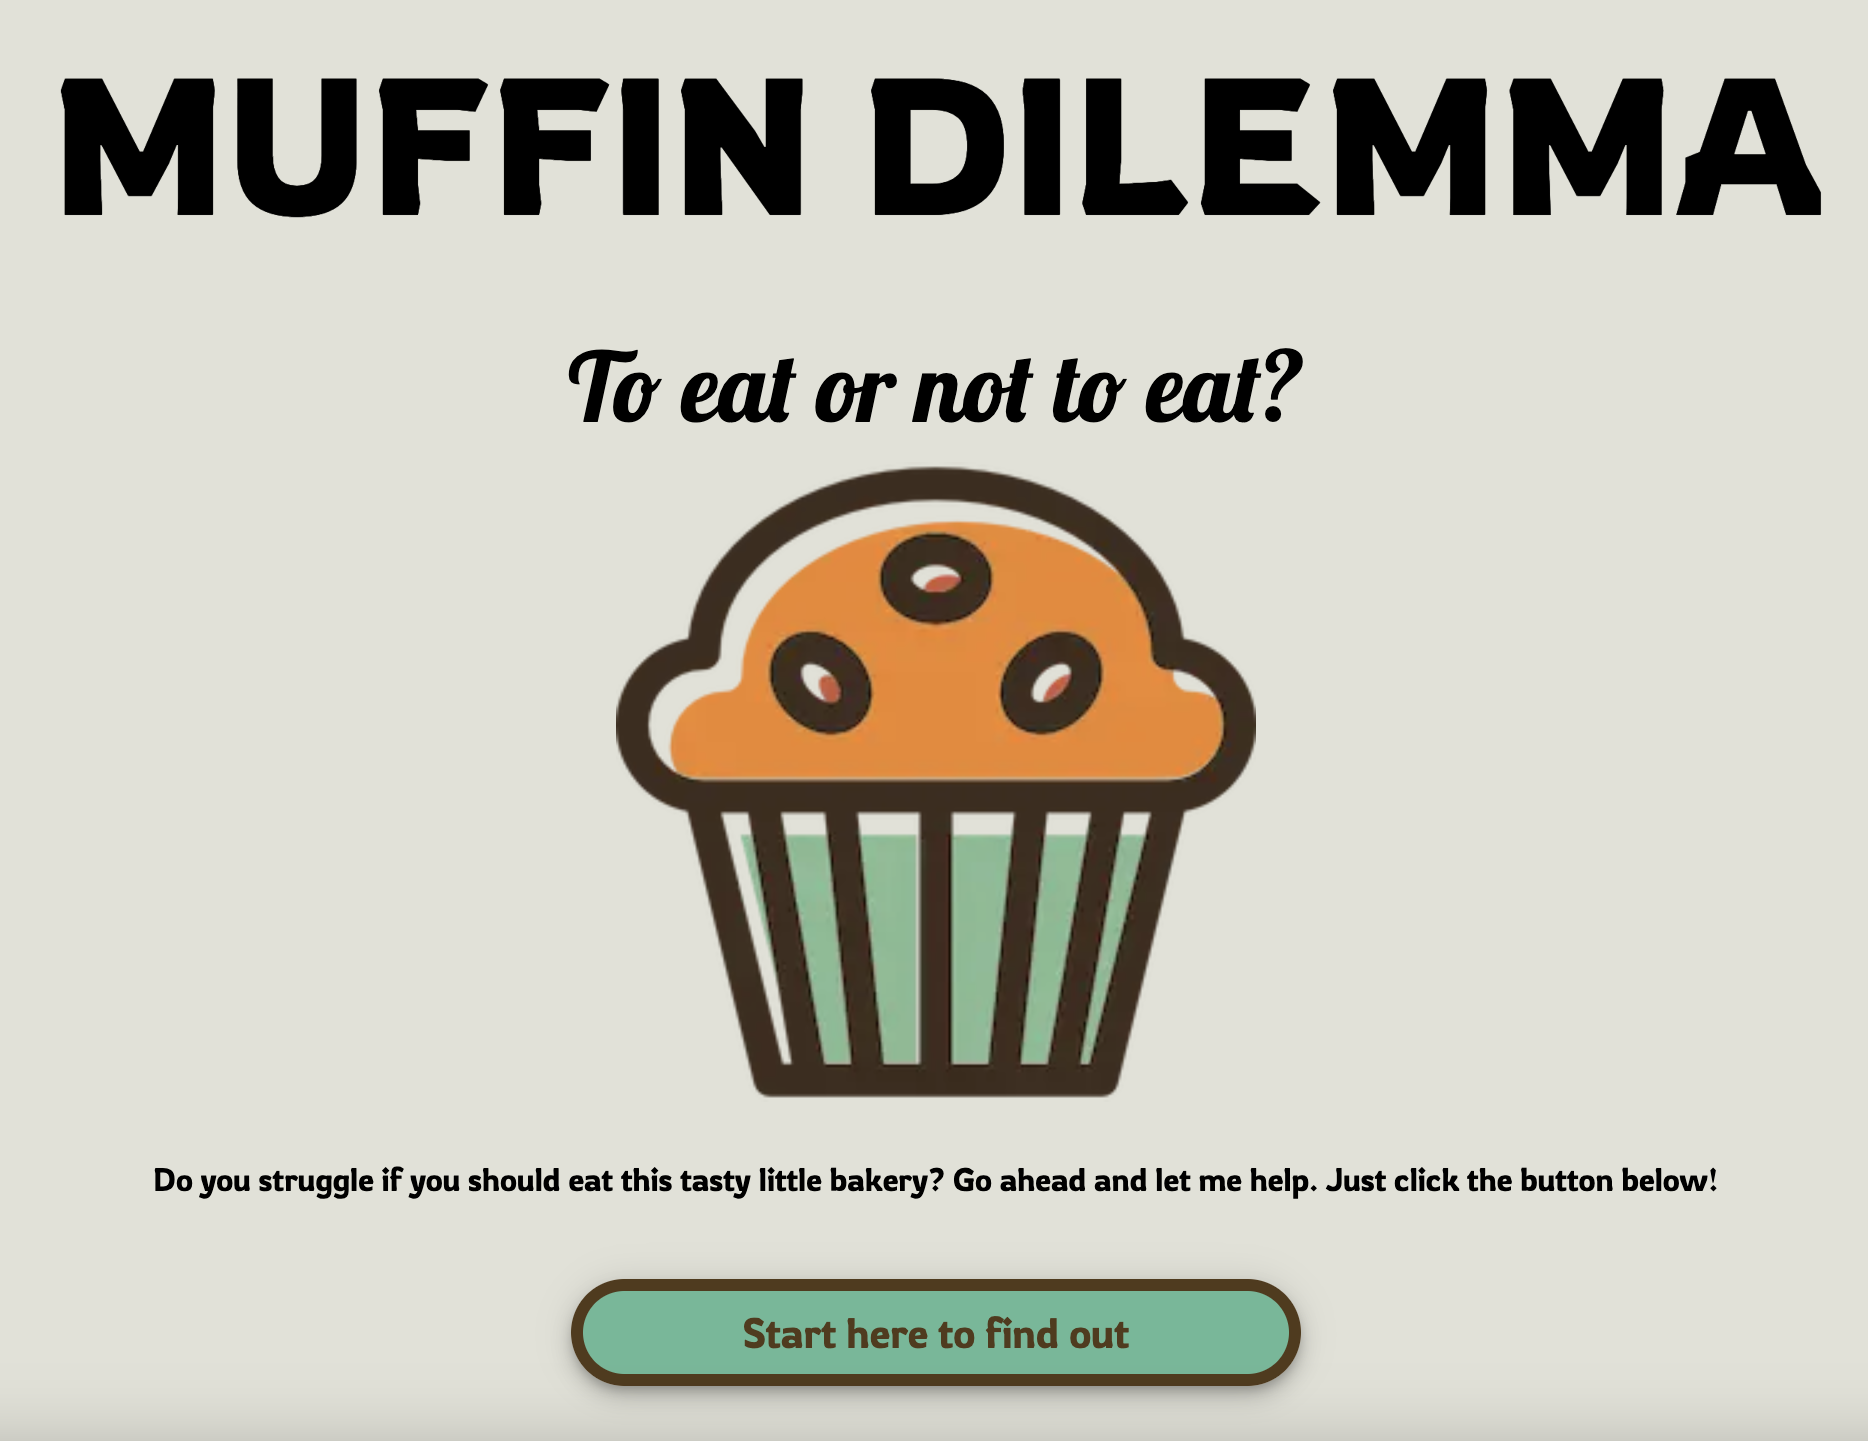 MUFFIN DILEMMA
To eat or not to eat?
Do you struggle if you should eat this tasty little bakery? Go ahead and let me help. Just click the button below!
Start here to find out